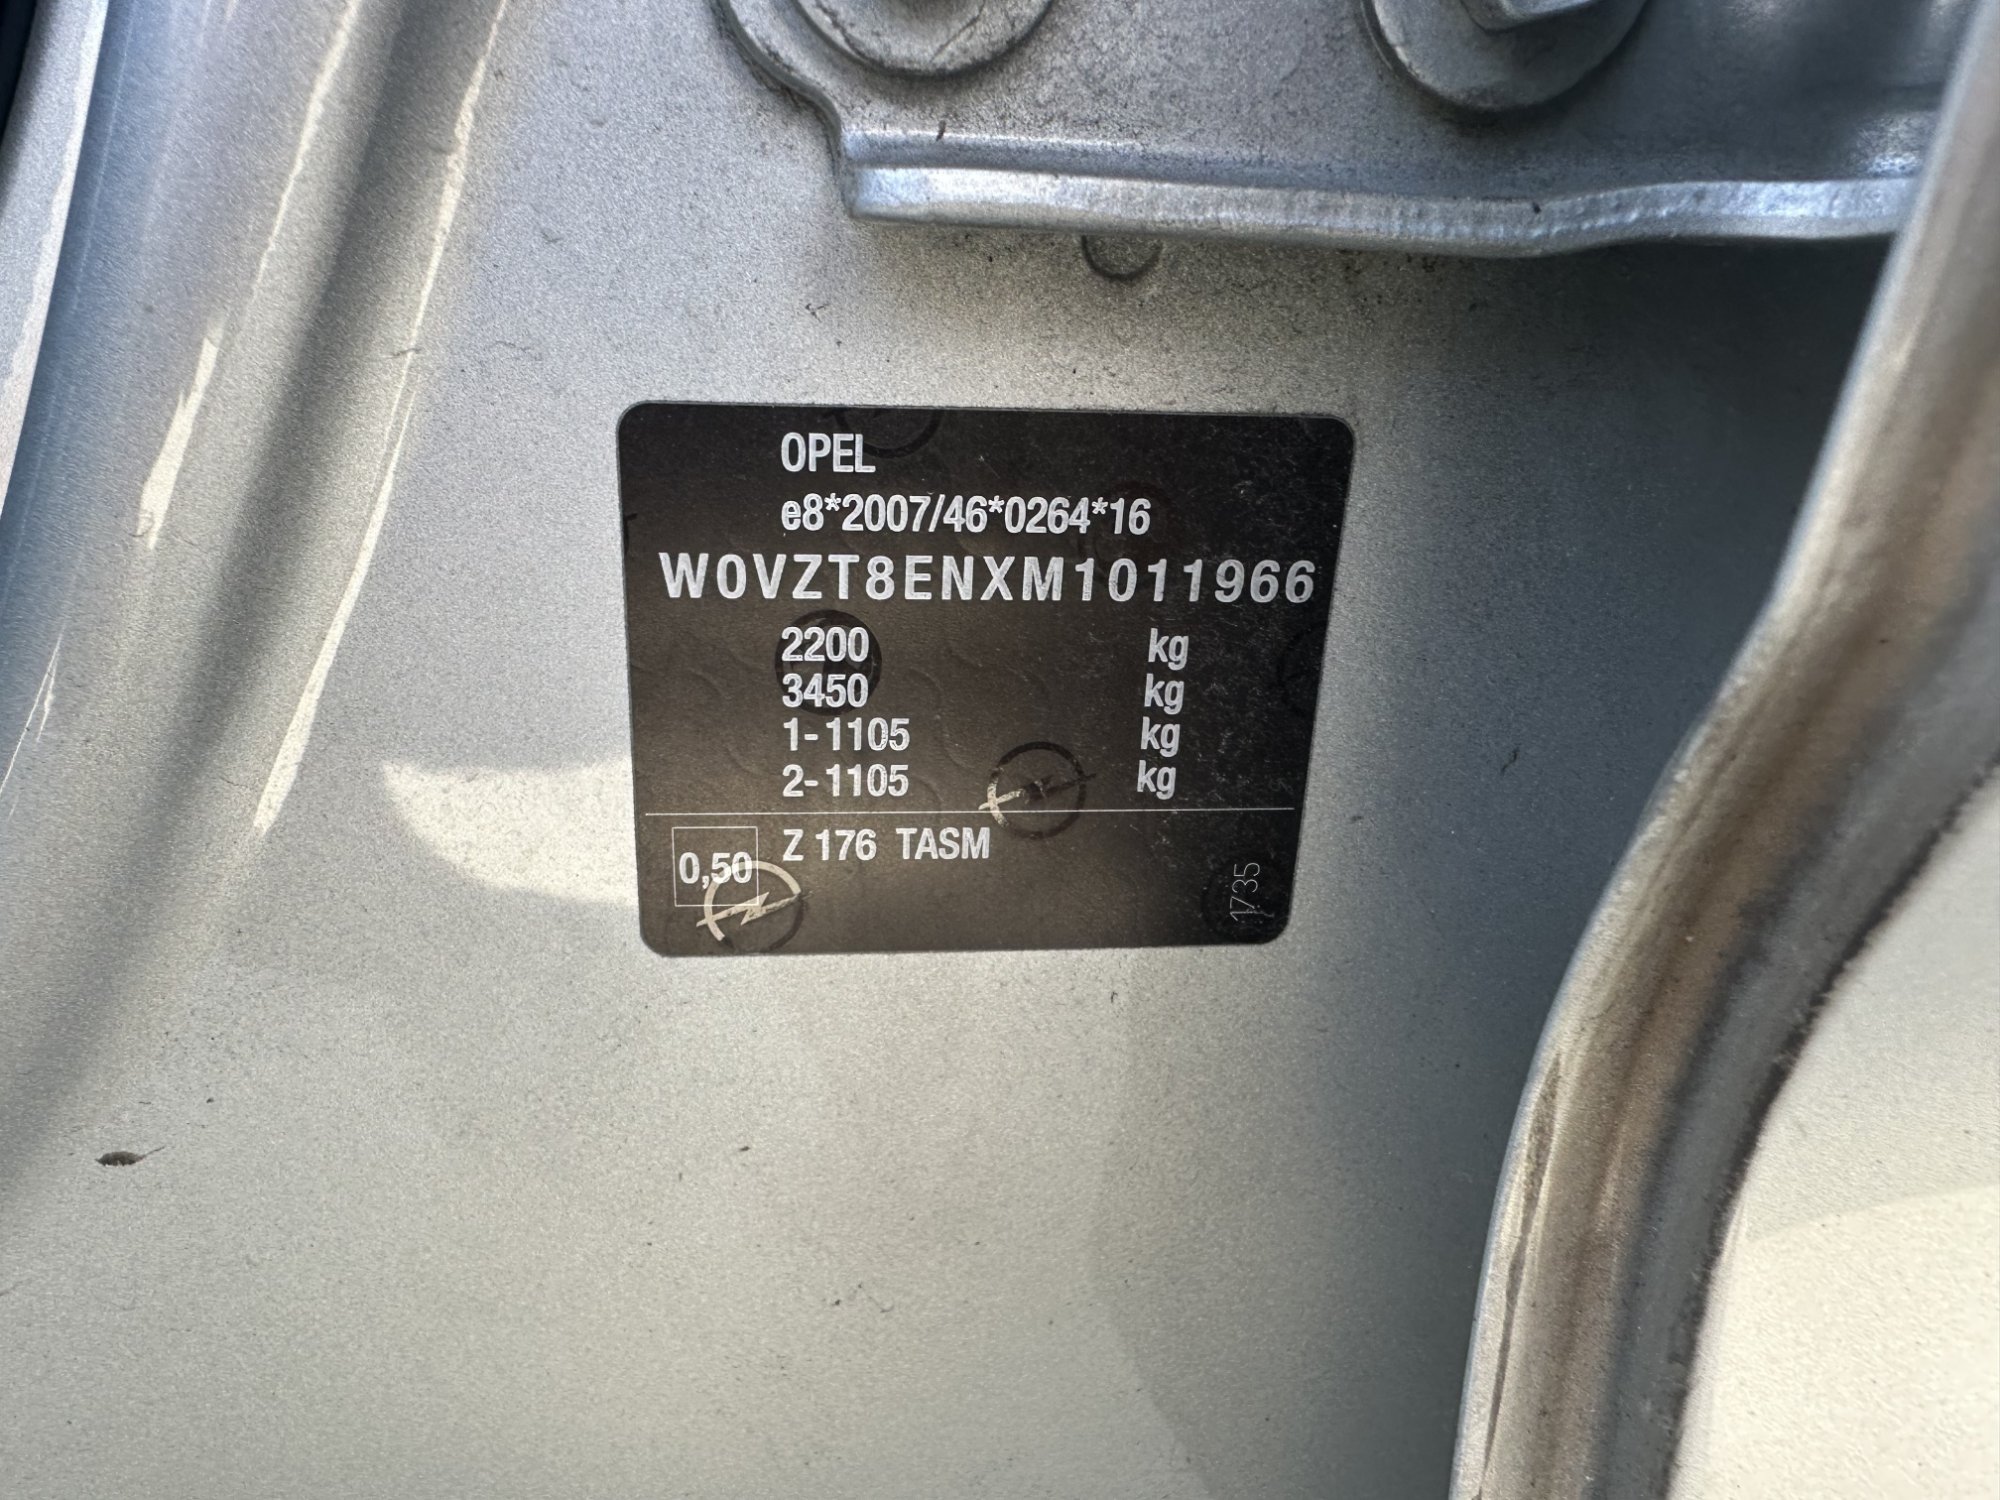 OPEL
e8*2007/46*0264*16
W0VZT8ENXM1011966
2200 kg
3450 kg
1-1105 kg
2-1105 kg
0,50 Z 176 TASM
1735